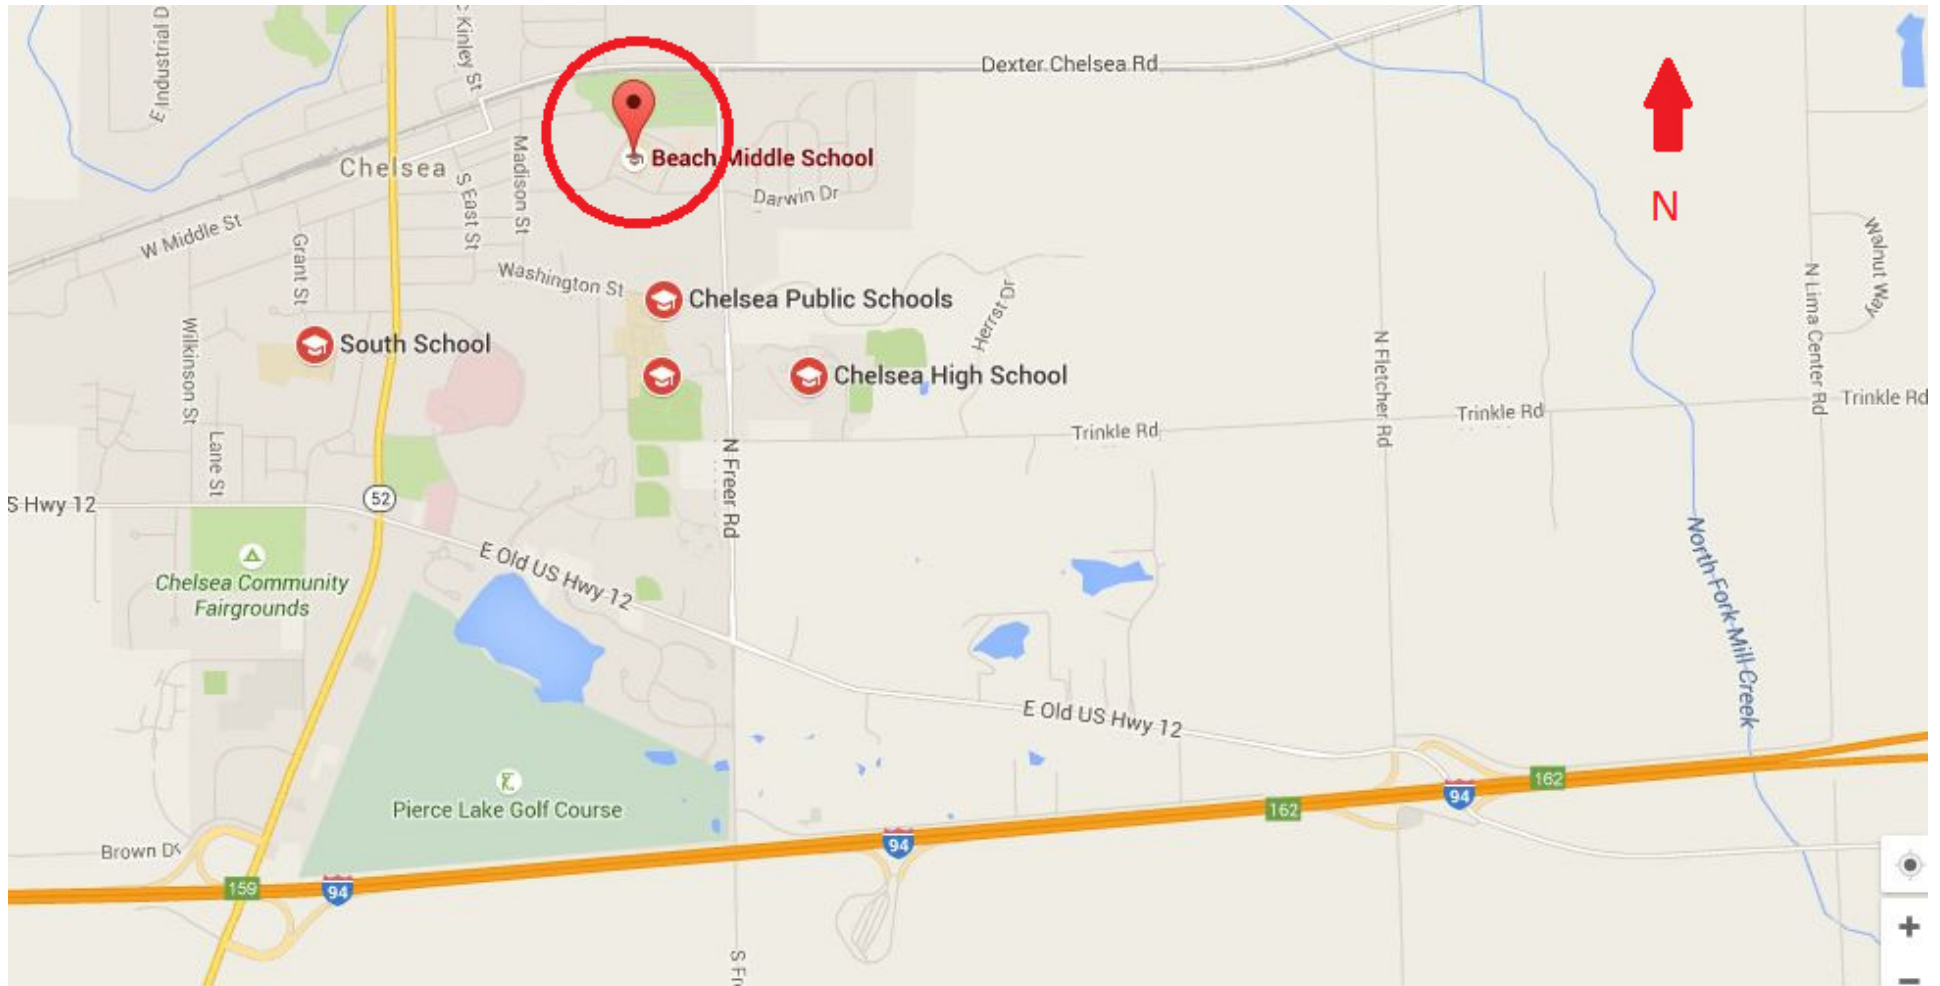 E Industrial D
Kinley St
Dexter Chelsea Rd
N
Chelsea
Madison St
S East St
Beach Middle School
Darwin Dr
W Middle St
Grant St
Washington St
Chelsea Public Schools
Herrst Dr
Walnut Way
N Lima Center Rd
Wilkinson St
South School
Chelsea High School
N Fletcher Rd
Trinkle Rd
Trinkle Rd
Trinkle Rd
Lane St
N Freer Rd
S Hwy 12
52
E Old US Hwy 12
Chelsea Community
Fairgrounds
North Fork Mill Creek
E Old US Hwy 12
Pierce Lake Golf Course
162
94
162
94
Brown Dr
159
94
S Fr